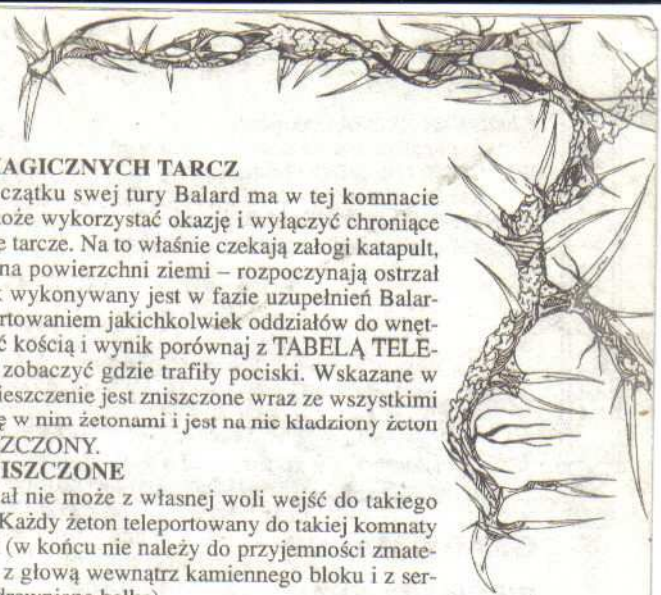 MAGICZNYCH TARCZ
czątku swej tury Balard ma w tej komnacie
oże wykorzystać okazję i wyłączyć chroniące
e tarcze. Na to właśnie czekają załogi katapult,
na powierzchni ziemi – rozpoczynają ostrzał
k wykonywany jest w fazie uzupełnień Balar-
ortowaniem jakichkolwiek oddziałów do wnęt-
ć kością i wynik porównaj z TABELĄ TELE-
zobaczyć gdzie trafiły pociski. Wskazane w
ieszczenie jest zniszczone wraz ze wszystkimi
ę w nim żetonami i jest na nie kładziony żeton
SZCZONY.
ISZCZONE
ał nie może z własnej woli wejść do takiego
Każdy żeton teleportowany do takiej komnaty
(w końcu nie należy do przyjemności zmate-
z głową wewnątrz kamiennego bloku i z ser-